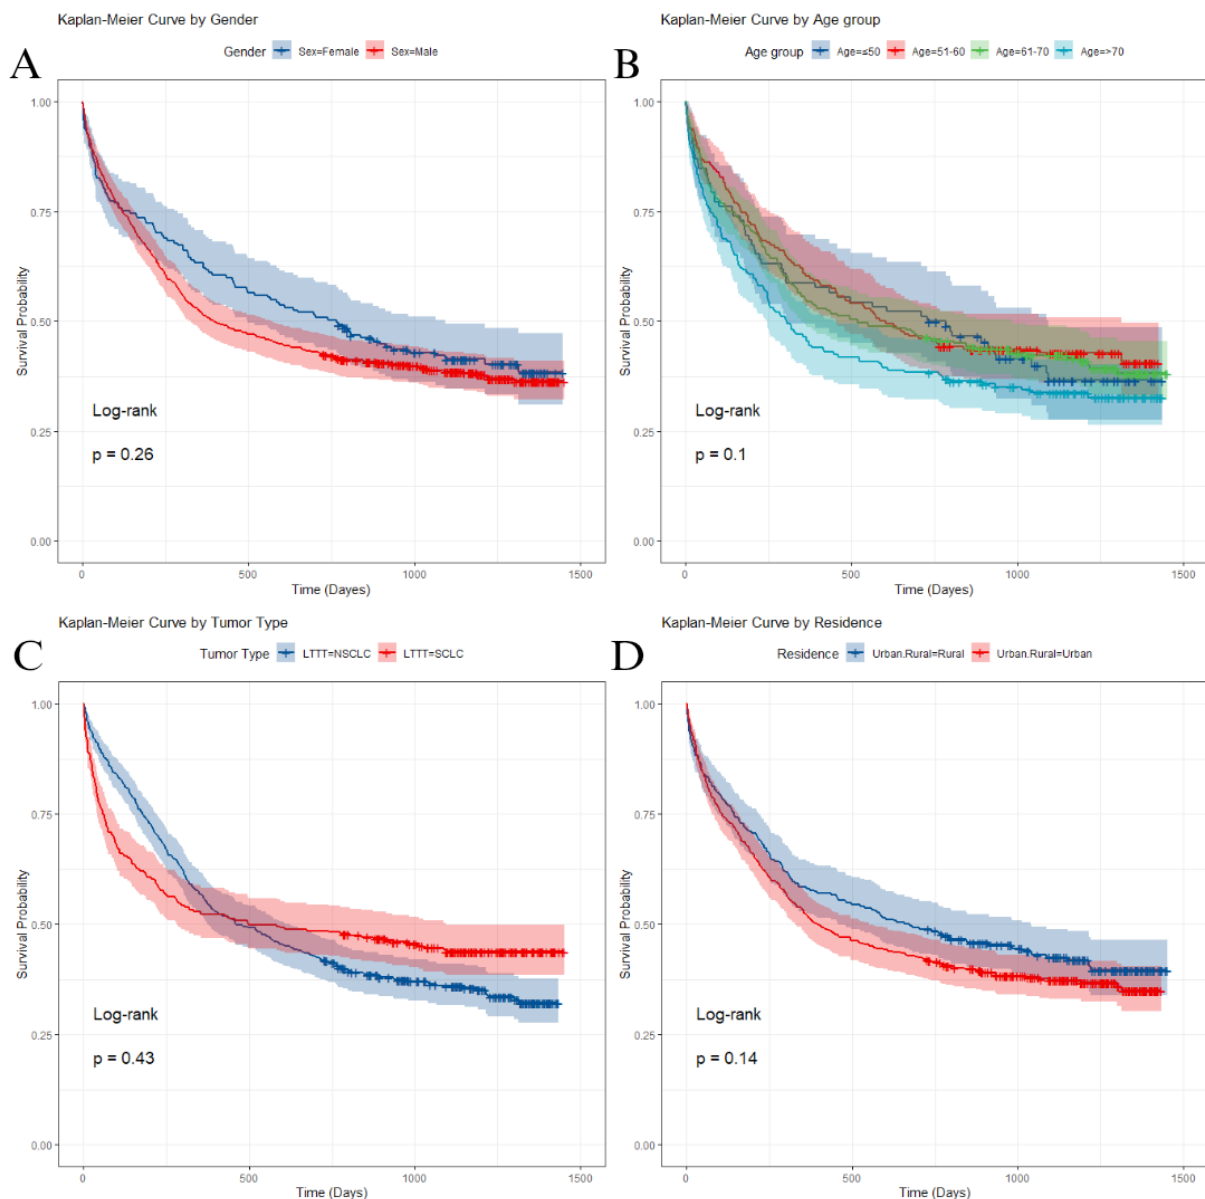 Kaplan-Meier Curve by Gender
Gender Sex=Female Sex=Male
A
1.00
0.75
0.50
0.25
0.00
Survival Probability
Log-rank
p = 0.26
0 500 1000 1500
Time (Dayes)
Kaplan-Meier Curve by Age group
Age group Age=≤50 Age=51-60 Age=61-70 Age=>70
B
1.00
0.75
0.50
0.25
0.00
Survival Probability
Log-rank
p = 0.1
0 500 1000 1500
Time (Dayes)
Kaplan-Meier Curve by Tumor Type
C
Tumor Type LTTT=NSCLC LTTT=SCLC
1.00
0.75
0.50
0.25
0.00
Survival Probability
Log-rank
p = 0.43
0 500 1000 1500
Time (Days)
Kaplan-Meier Curve by Residence
D
Residence Urban.Rural=Rural Urban.Rural=Urban
1.00
0.75
0.50
0.25
0.00
Survival Probability
Log-rank
p = 0.14
0 500 1000 1500
Time (Days)